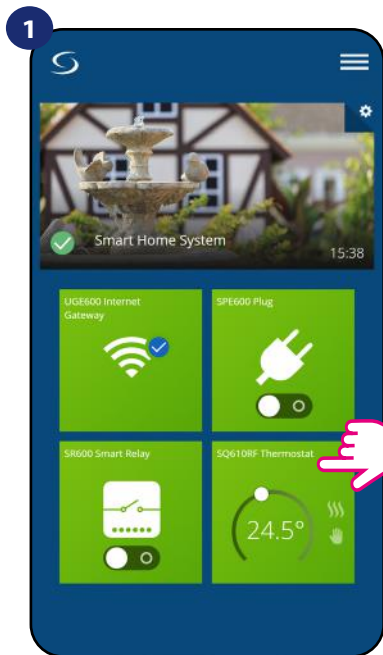 1
Smart Home System
15:38
UGE600 Internet
Gateway
SPE600 Plug
SR600 Smart Relay
SQ610RF Thermostat
24.5°